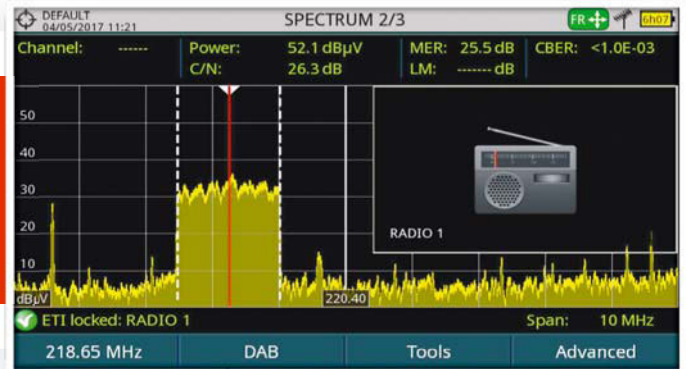 DEFAULT
04/05/2017 11:21
SPECTRUM 2/3
FR
6h07
Channel: ------
Power: 52.1 dBµV
MER: 25.5 dB
CBER: <1.0E-03
C/N: 26.3 dB
LM: ------- dB
50
40
30
20
10
dBµV
220.40
RADIO 1
ETI locked: RADIO 1
Span: 10 MHz
218.65 MHz
DAB
Tools
Advanced